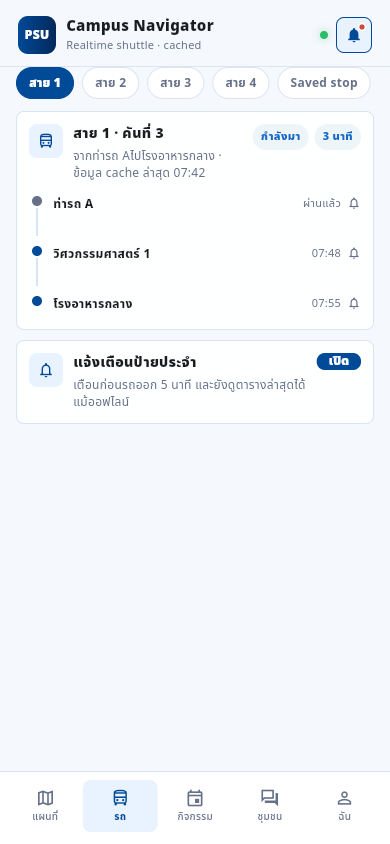 PSU
Campus Navigator
Realtime shuttle · cached
สาย 1
สาย 2
สาย 3
สาย 4
Saved stop
สาย 1 · คันที่ 3
จากท่ารถ Aไปโรงอาหารกลาง ·
ข้อมูล cache ล่าสุด 07:42
กำลังมา
3 นาที
ท่ารถ A
ผ่านแล้ว
วิศวกรรมศาสตร์ 1
07:48
โรงอาหารกลาง
07:55
แจ้งเตือนป้ายประจำ
เปิด
เตือนก่อนรถออก 5 นาที และยังดูตารางล่าสุดได้
แม้ออฟไลน์
แผนที่
รถ
กิจกรรม
ชุมชน
ฉัน